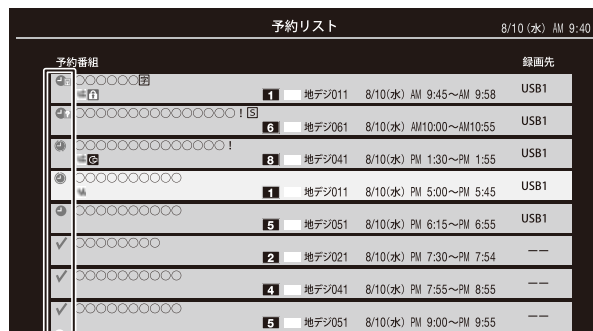 予約リスト 8/10(水) AM 9:40
予約番組 録画先
○○○○○○字
1 地デジ011 8/10(水) AM 9:45～AM 9:58 USB1
○○○○○○○○○○○○○○○！S
6 地デジ061 8/10(水) AM10:00～AM10:55 USB1
○○○○○○○○○○○○○○！
8 地デジ041 8/10(水) PM 1:30～PM 1:55 USB1
○○○○○○○○○○
1 地デジ011 8/10(水) PM 5:00～PM 5:45 USB1
○○○○○○○○○○
5 地デジ051 8/10(水) PM 6:15～PM 6:55 USB1
○○○○○○○○
2 地デジ021 8/10(水) PM 7:30～PM 7:54 －－
○○○○○○○○○○
4 地デジ041 8/10(水) PM 7:55～PM 8:55 －－
○○○○○○○○○○
5 地デジ051 8/10(水) PM 9:00～PM 9:55 －－